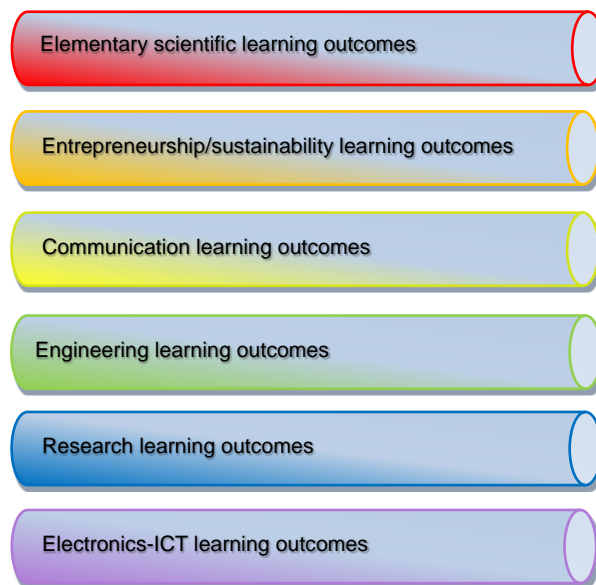 Elementary scientific learning outcomes
Entrepreneurship/sustainability learning outcomes
Communication learning outcomes
Engineering learning outcomes
Research learning outcomes
Electronics-ICT learning outcomes